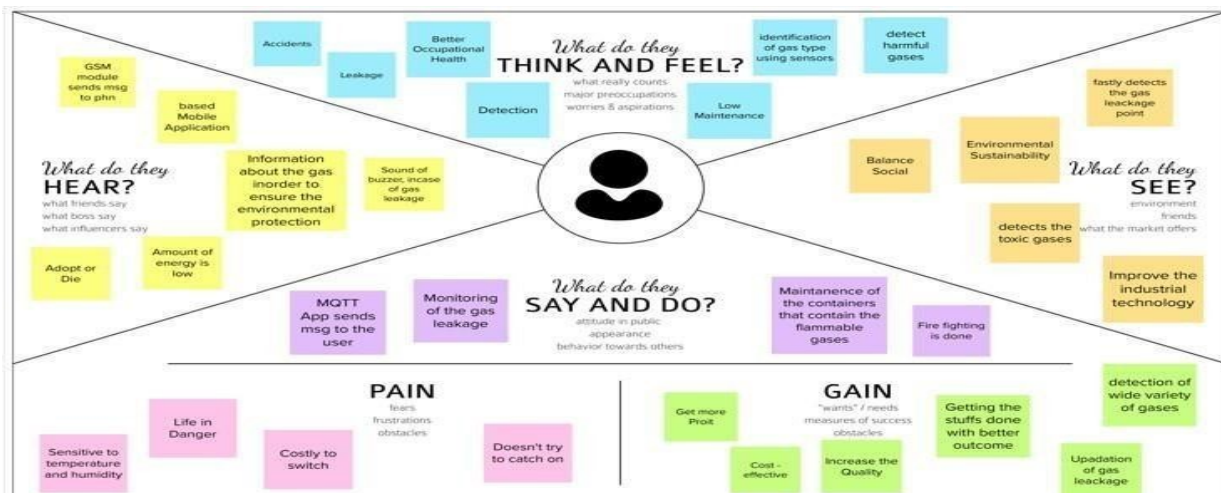 Accidents
Leakage
Better
Occupational
Health
Detection
What do they
THINK AND FEEL?
what really counts
major preoccupations
worries & aspirations
identification
of gas type
using sensors
detect
harmful
gases
Low
Maintenance
GSM
module
sends msg
to phn
based
Mobile
Application
What do they
HEAR?
what friends say
what boss say
what influencers say
Information
about the gas
inorder to
ensure the
environmental
protection
Sound of
buzzer, incase
of gas
leakage
Adopt or
Die
Amount of
energy is
low
fastly detects
the gas
leackage
point
Balance
Social
Environmental
Sustainability
What do they
SEE?
environment
friends
what the market offers
detects the
toxic gases
Improve the
industrial
technology
What do they
SAY AND DO?
attitude in public
appearance
behavior towards others
MQTT
App sends
msg to the
user
Monitoring
of the gas
leakage
Maintanence of
the containers
that contain the
flammable
gases
Fire fighting
is done
PAIN
fears
frustrations
obstacles
Sensitive to
temperature
and humidity
Life in
Danger
Costly to
switch
Doesn't try
to catch on
GAIN
"wants" / needs
measures of success
obstacles
Get more
Proit
Cost -
effective
Increase the
Quality
Getting the
stuffs done
with better
outcome
detection of
wide variety
of gases
Upadation of
gas
leackage